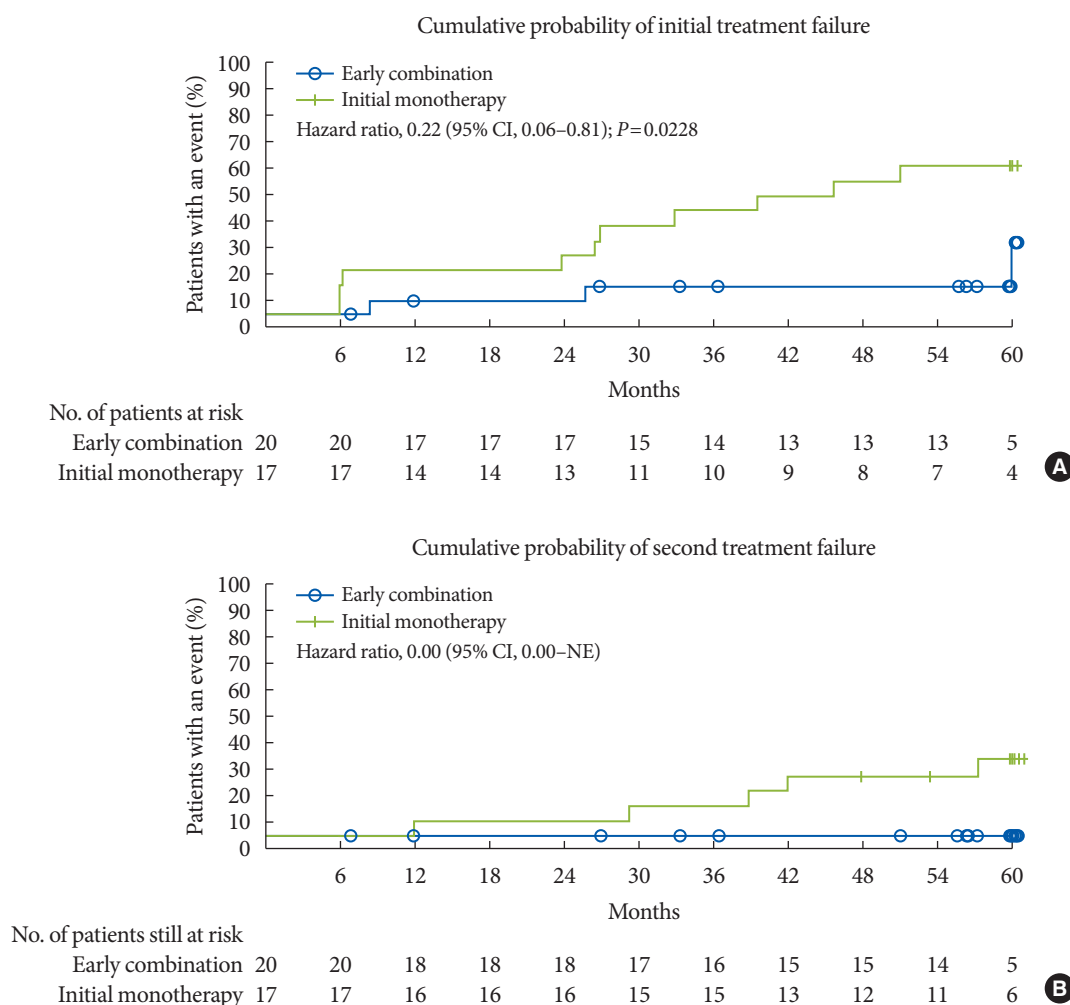 Cumulative probability of initial treatment failure
Patients with an event (%)
100
90
80
70
60
50
40
30
20
10
0
Early combination
Initial monotherapy
Hazard ratio, 0.22 (95% CI, 0.06–0.81); P=0.0228
6 12 18 24 30 36 42 48 54 60
Months
No. of patients at risk
Early combination 20 20 17 17 17 15 14 13 13 13 5
Initial monotherapy 17 17 14 14 13 11 10 9 8 7 4
A
Cumulative probability of second treatment failure
Patients with an event (%)
100
90
80
70
60
50
40
30
20
10
0
Early combination
Initial monotherapy
Hazard ratio, 0.00 (95% CI, 0.00–NE)
6 12 18 24 30 36 42 48 54 60
Months
No. of patients still at risk
Early combination 20 20 18 18 18 17 16 15 15 14 5
Initial monotherapy 17 17 16 16 16 15 15 13 12 11 6
B